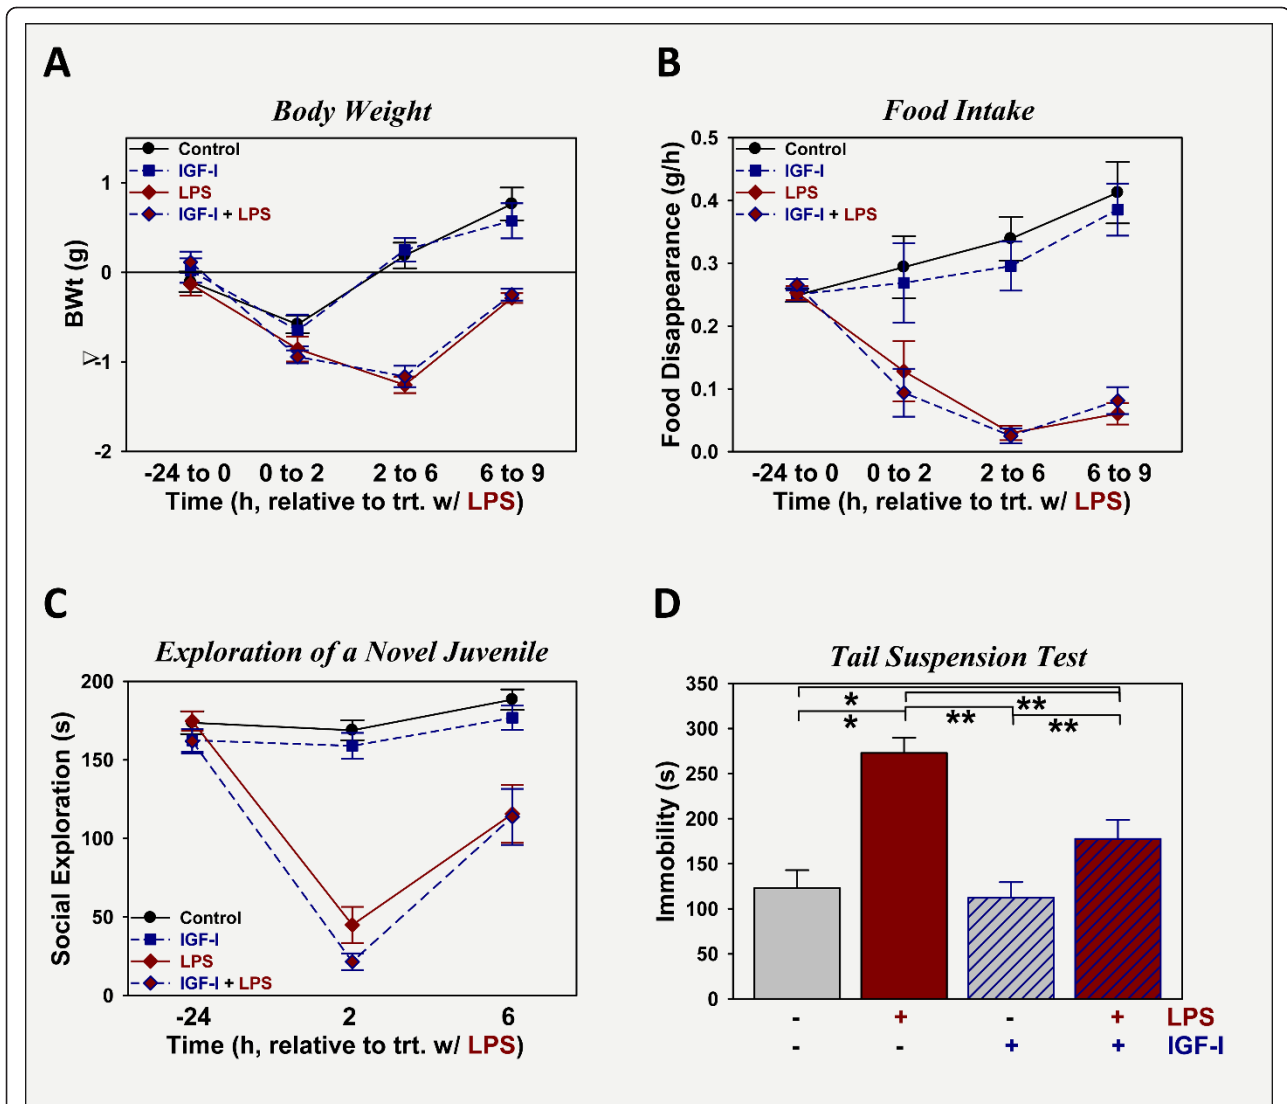 A
Body Weight
Control
IGF-I
LPS
IGF-I + LPS
1
0
-1
-2
∇ BWt (g)
-24 to 0 0 to 2 2 to 6 6 to 9
Time (h, relative to trt. w/ LPS)
B
Food Intake
Control
IGF-I
LPS
IGF-I + LPS
0.5
0.4
0.3
0.2
0.1
0.0
Food Disappearance (g/h)
-24 to 0 0 to 2 2 to 6 6 to 9
Time (h, relative to trt. w/ LPS)
C
Exploration of a Novel Juvenile
200
150
100
50
0
Social Exploration (s)
Control
IGF-I
LPS
IGF-I + LPS
-24 2 6
Time (h, relative to trt. w/ LPS)
D
Tail Suspension Test
350
300
250
200
150
100
50
0
Immobility (s)
* **
* ** **
- + - + LPS
- - + + IGF-I